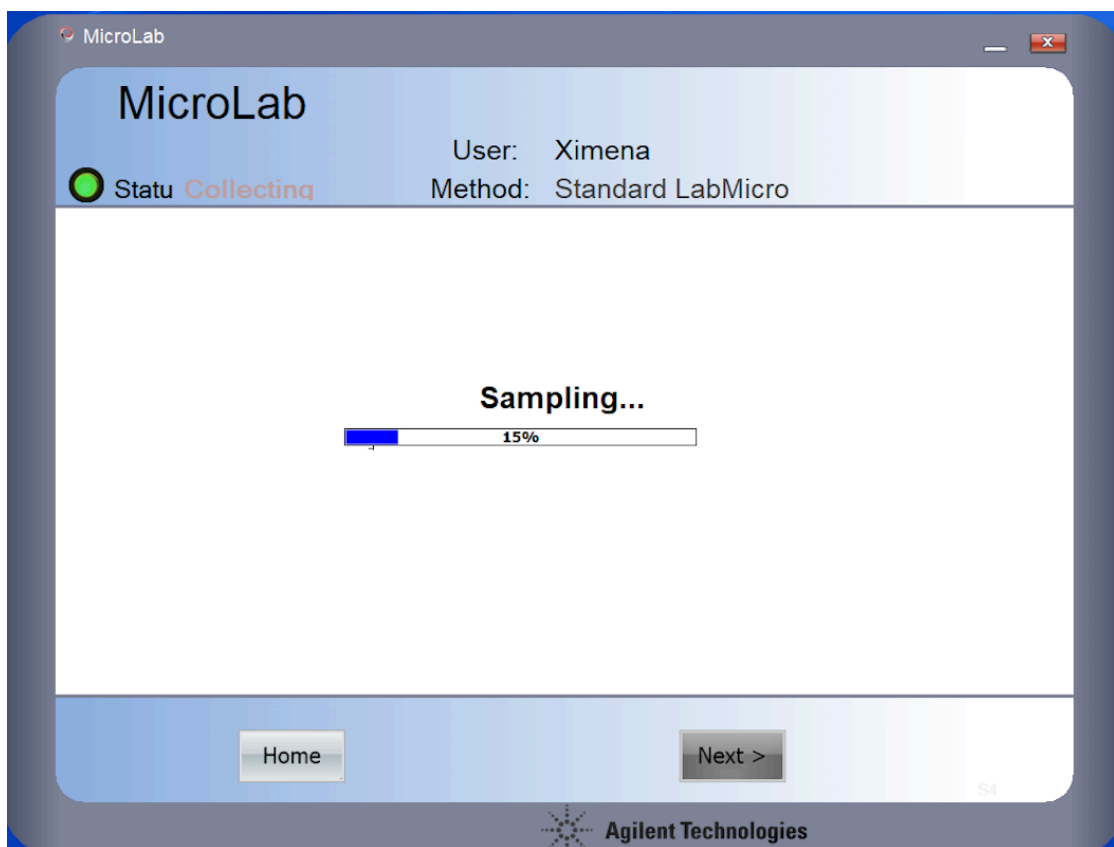 MicroLab
MicroLab
User: Ximena
Statu Collecting
Method: Standard LabMicro
Sampling...
15%
Home
Next >
S4
Agilent Technologies